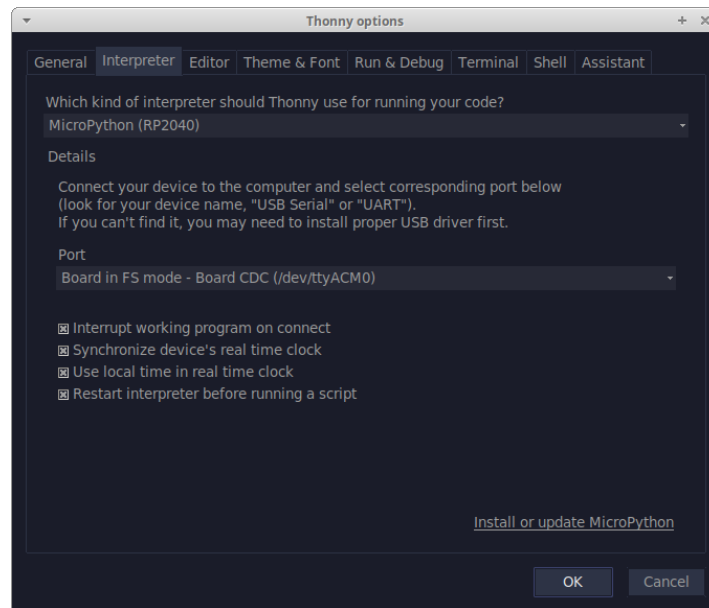 Thonny options
General Interpreter Editor Theme & Font Run & Debug Terminal Shell Assistant
Which kind of interpreter should Thonny use for running your code?
MicroPython (RP2040)
Details
Connect your device to the computer and select corresponding port below
(look for your device name, "USB Serial" or "UART").
If you can't find it, you may need to install proper USB driver first.
Port
Board in FS mode - Board CDC (/dev/ttyACM0)
Interrupt working program on connect
Synchronize device's real time clock
Use local time in real time clock
Restart interpreter before running a script
Install or update MicroPython
OK Cancel